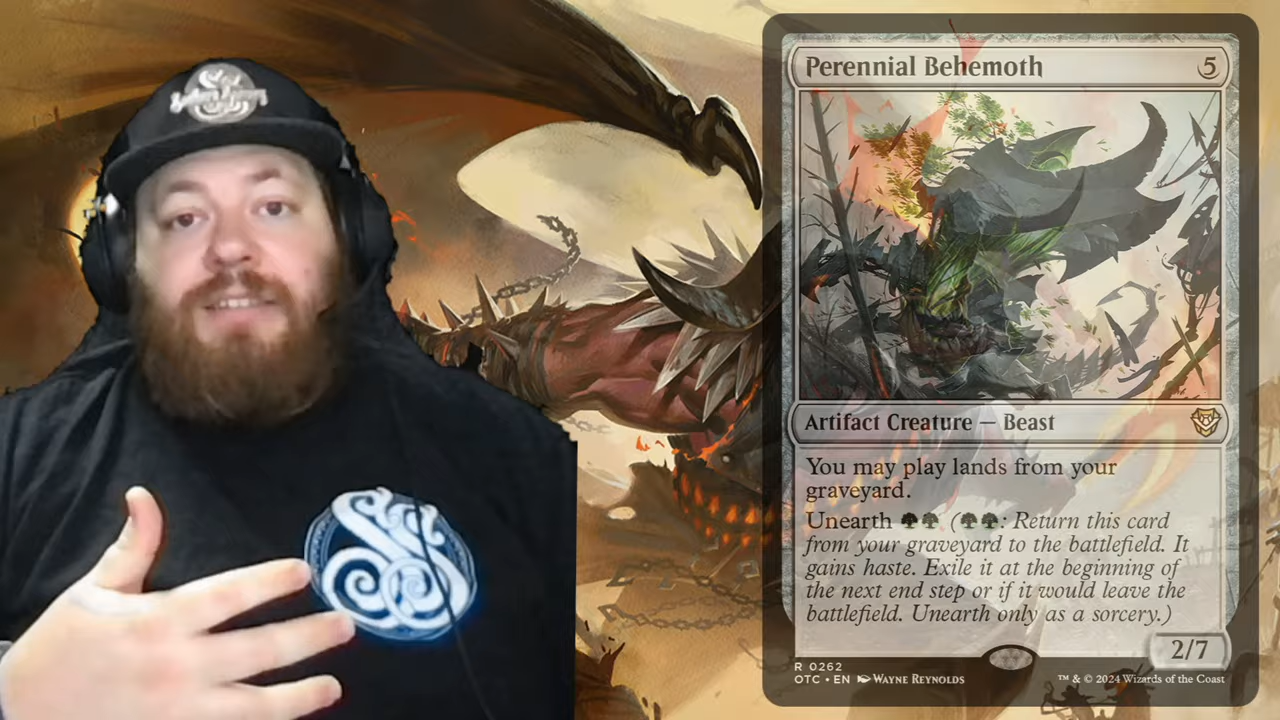 Perennial Behemoth 5
Artifact Creature — Beast
You may play lands from your
graveyard.
Unearth (: Return this card
from your graveyard to the battlefield. It
gains haste. Exile it at the beginning of
the next end step or if it would leave the
battlefield. Unearth only as a sorcery.)
2/7
R 0262
OTC • EN WAYNE REYNOLDS
™ & © 2024 Wizards of the Coast